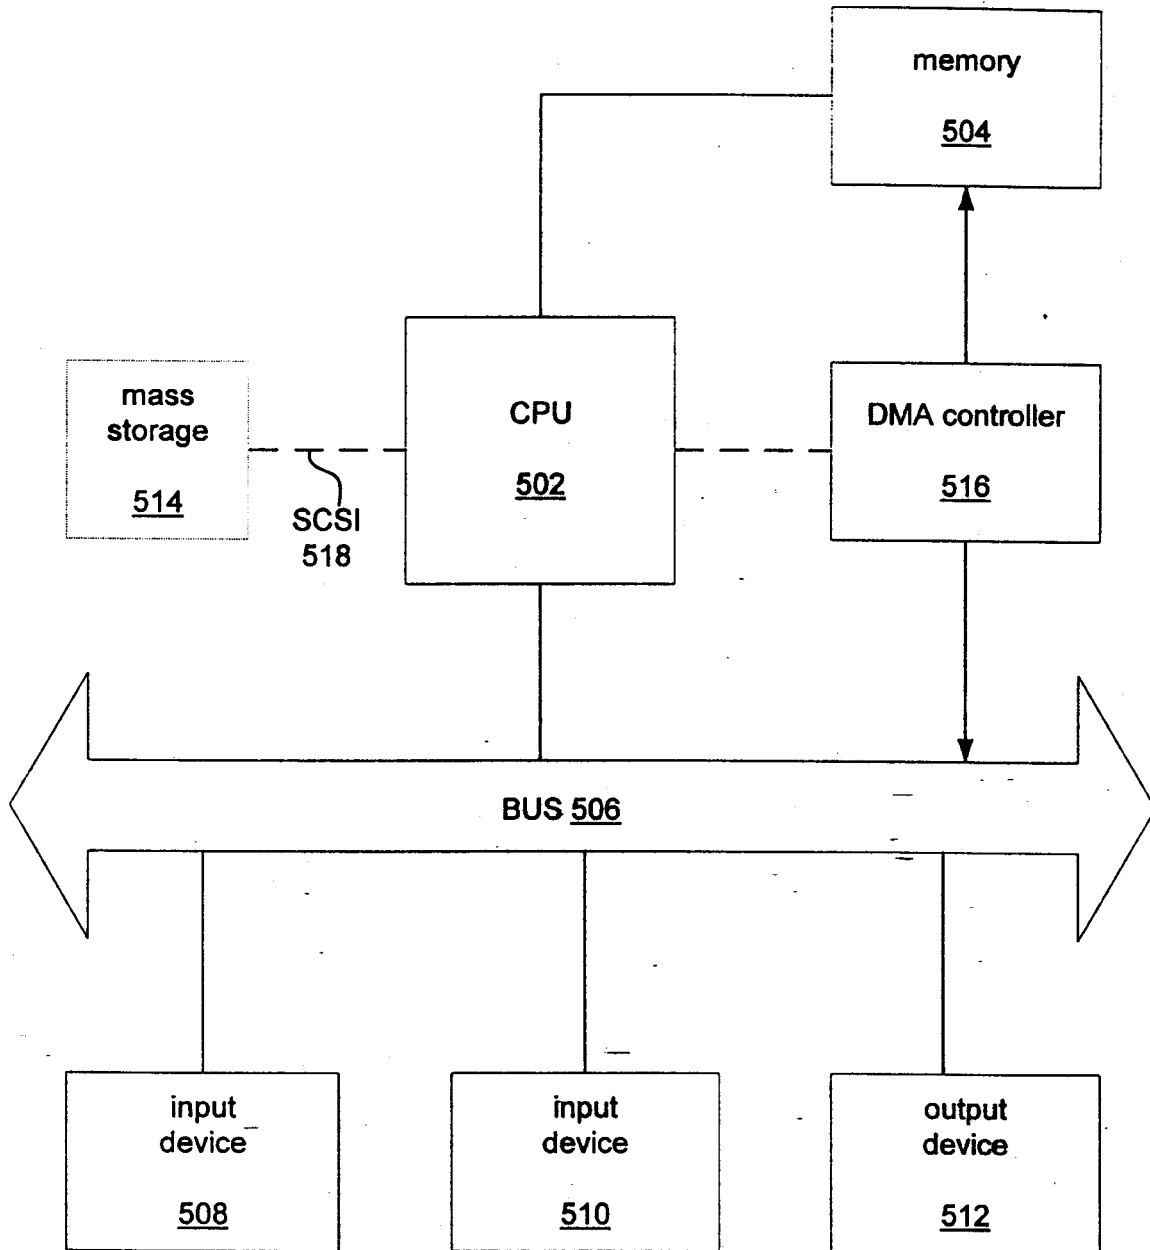 memory
504
mass
storage
514
SCSI
518
CPU
502
DMA controller
516
BUS 506
input
device
508
input
device
510
output
device
512